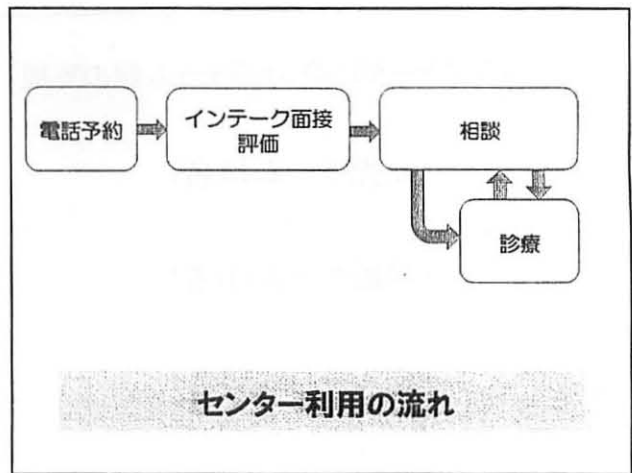 電話予約
インテーク面接
評価
相談
診療
センター利用の流れ